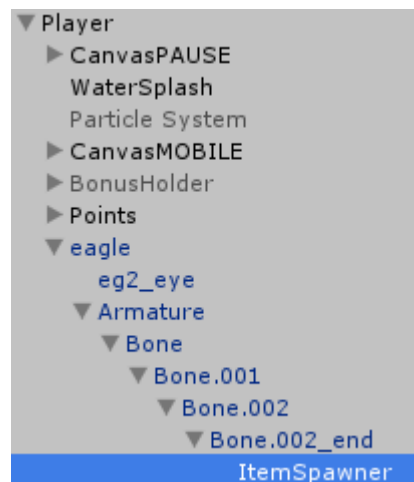 Player
CanvasPAUSE
WaterSplash
Particle System
CanvasMOBILE
BonusHolder
Points
eagle
eg2_eye
Armature
Bone
Bone.001
Bone.002
Bone.002_end
ItemSpawner